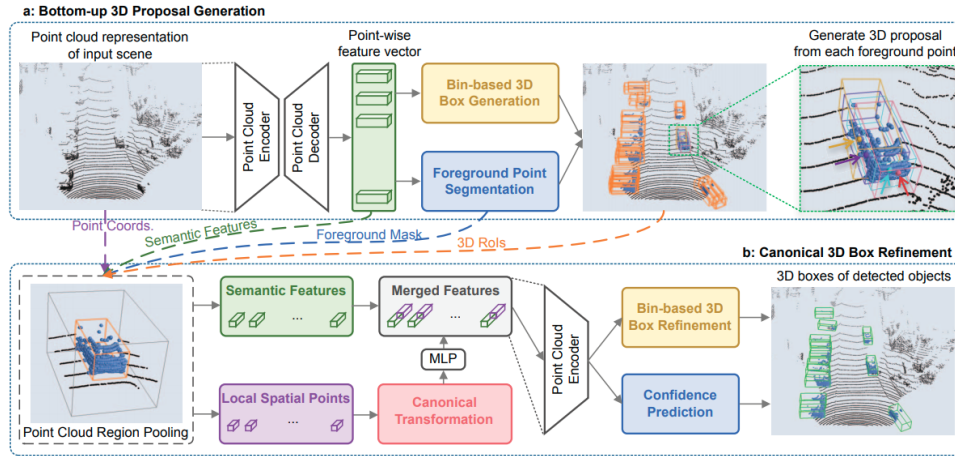 a: Bottom-up 3D Proposal Generation
Point cloud representation
of input scene
Point-wise
feature vector
Generate 3D proposal
from each foreground point
Point Cloud
Encoder
Point Cloud
Decoder
Bin-based 3D
Box Generation
Foreground Point
Segmentation
Point Coords.
Semantic Features
Foreground Mask
3D RoIs
b: Canonical 3D Box Refinement
3D boxes of detected objects
Semantic Features
...
Merged Features
...
MLP
Local Spatial Points
...
Canonical
Transformation
Point Cloud
Encoder
Bin-based 3D
Box Refinement
Confidence
Prediction
Point Cloud Region Pooling